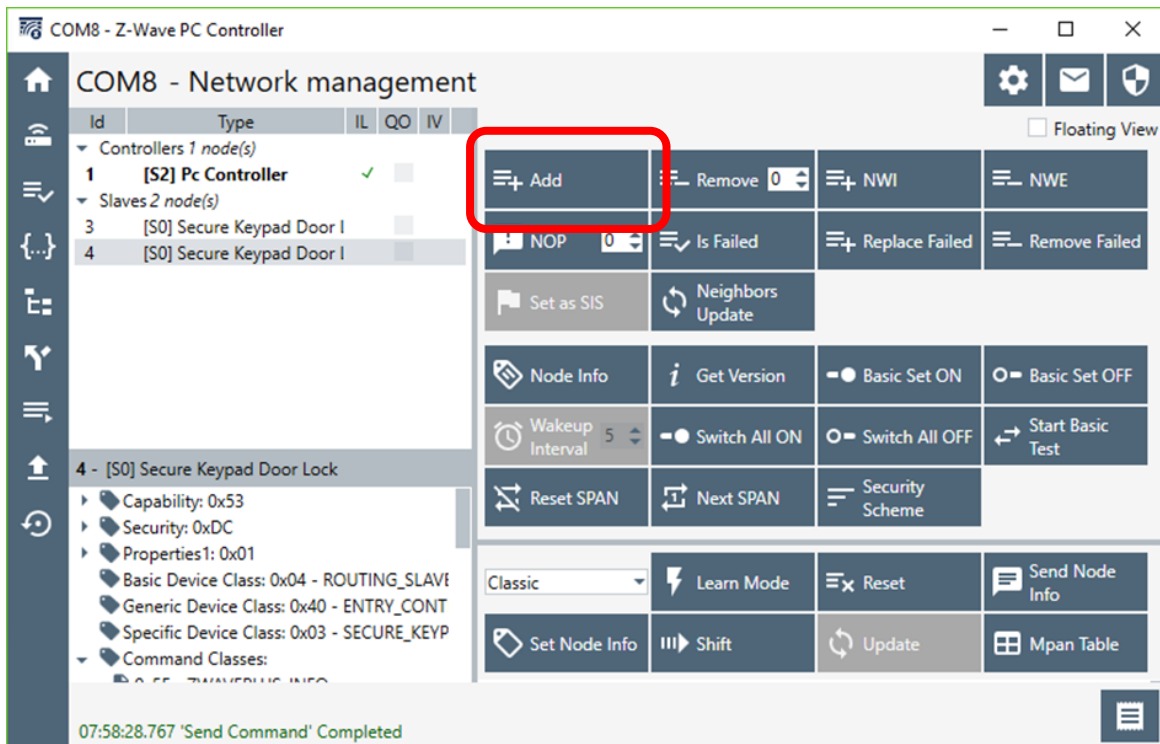 COM8 - Z-Wave PC Controller
COM8 - Network management
Floating View
Id Type IL QO IV
Controllers 1 node(s)
1 [S2] Pc Controller
Slaves 2 node(s)
3 [S0] Secure Keypad Door l
4 [S0] Secure Keypad Door l
Add
Remove 0
NWI
NWE
NOP 0
Is Failed
Replace Failed
Remove Failed
Set as SIS
Neighbors
Update
Node Info
Get Version
Basic Set ON
Basic Set OFF
Wakeup
Interval 5
Switch All ON
Switch All OFF
Start Basic
Test
Reset SPAN
Next SPAN
Security
Scheme
4 - [S0] Secure Keypad Door Lock
Capability: 0x53
Security: 0xDC
Properties1: 0x01
Basic Device Class: 0x04 - ROUTING_SLAVE
Generic Device Class: 0x40 - ENTRY_CONT
Specific Device Class: 0x03 - SECURE_KEYP
Command Classes:
Classic
Learn Mode
Reset
Send Node
Info
Set Node Info
Shift
Update
Mpan Table
07:58:28.767 'Send Command' Completed